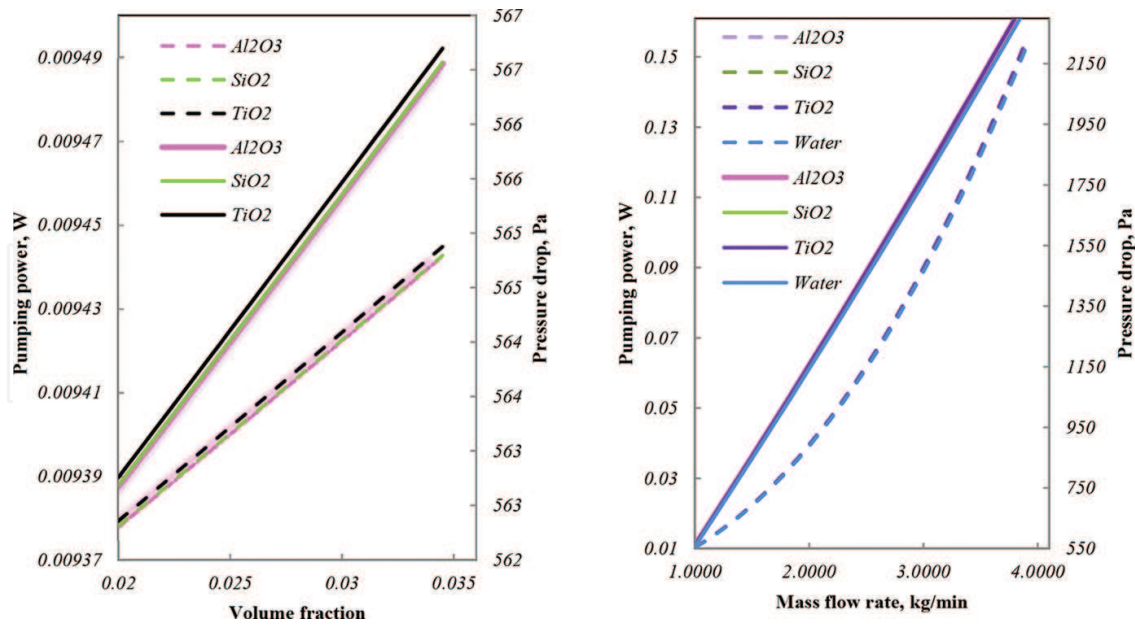 0.00949
0.00947
0.00945
0.00943
0.00941
0.00939
0.00937
Pumping power, W
Al2O3
SiO2
TiO2
Al2O3
SiO2
TiO2
567
567
566
566
565
565
564
564
563
563
562
Pressure drop, Pa
0.02
0.025
0.03
0.035
Volume fraction
0.15
0.13
0.11
0.09
0.07
0.05
0.03
0.01
Pumping power, W
Al2O3
SiO2
TiO2
Water
Al2O3
SiO2
TiO2
Water
2150
1950
1750
1550
1350
1150
950
750
550
Pressure drop, Pa
1.0000
2.0000
3.0000
4.0000
Mass flow rate, kg/min